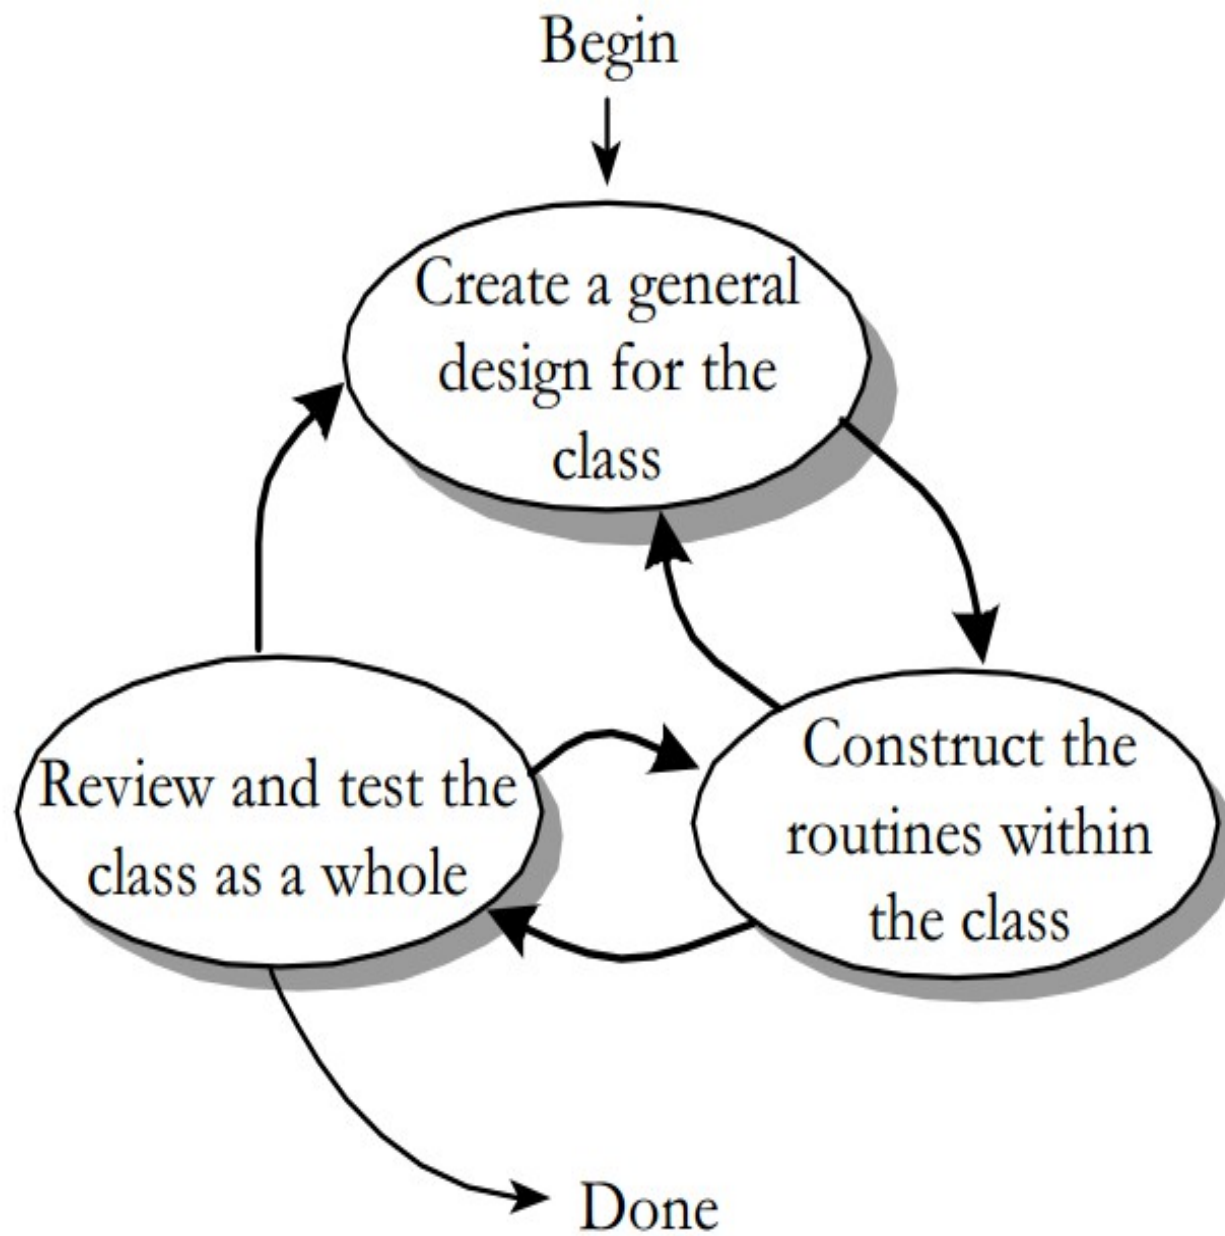 Begin
Create a general
design for the
class
Review and test the
class as a whole
Construct the
routines within
the class
Done